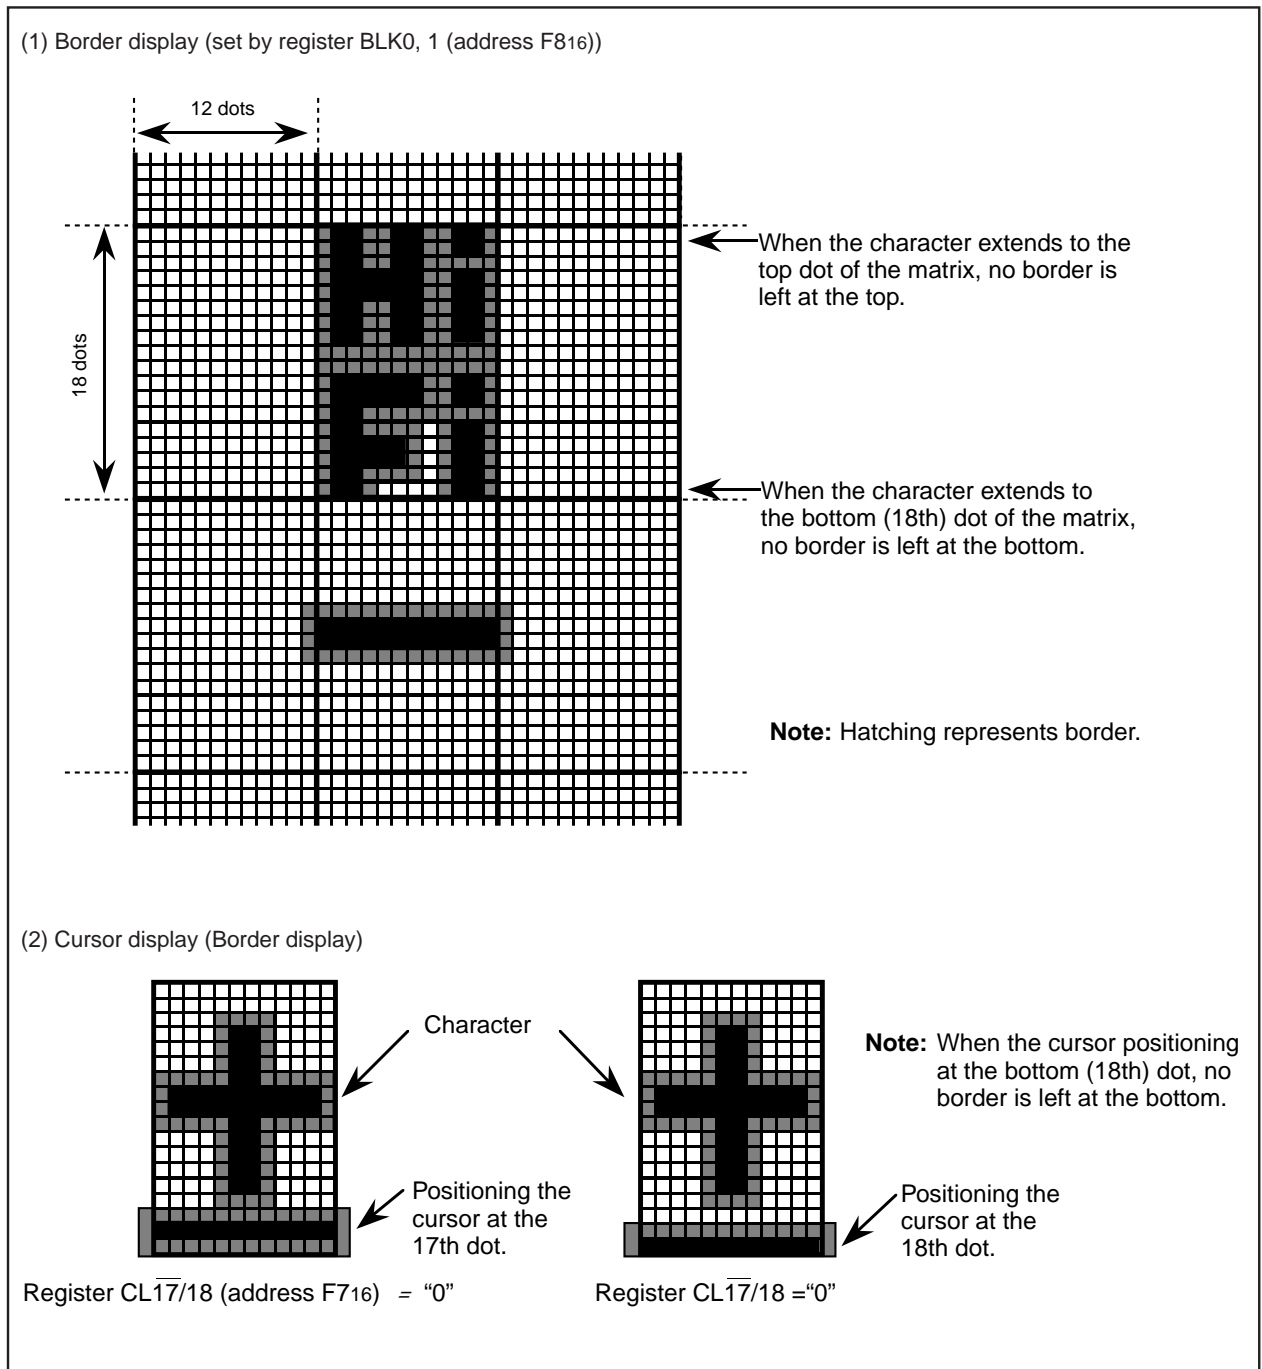 (1) Border display (set by register BLK0, 1 (address F816))
12 dots
18 dots
When the character extends to the
top dot of the matrix, no border is
left at the top.
When the character extends to
the bottom (18th) dot of the matrix,
no border is left at the bottom.
Note: Hatching represents border.
(2) Cursor display (Border display)
Character
Note: When the cursor positioning
at the bottom (18th) dot, no
border is left at the bottom.
Positioning the
cursor at the
17th dot.
Positioning the
cursor at the
18th dot.
Register CL1̅7̅/18 (address F716) = “0”
Register CL1̅7̅/18 =“0”